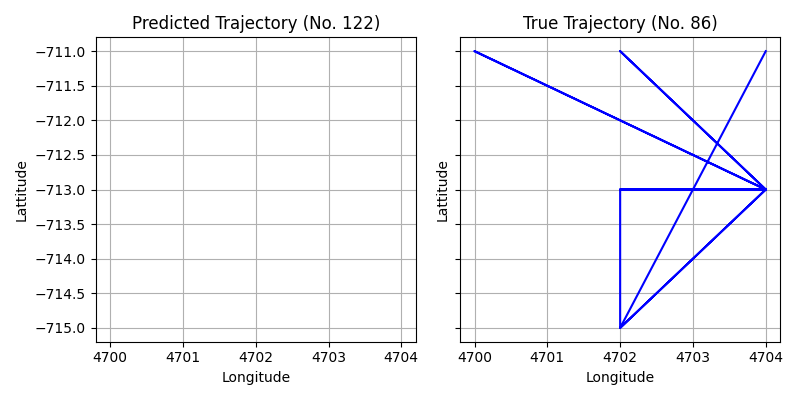 Predicted Trajectory (No. 122)
True Trajectory (No. 86)
Lattitude
−711.0
−711.5
−712.0
−712.5
−713.0
−713.5
−714.0
−714.5
−715.0
4700 4701 4702 4703 4704
Longitude
Lattitude
4700 4701 4702 4703 4704
Longitude